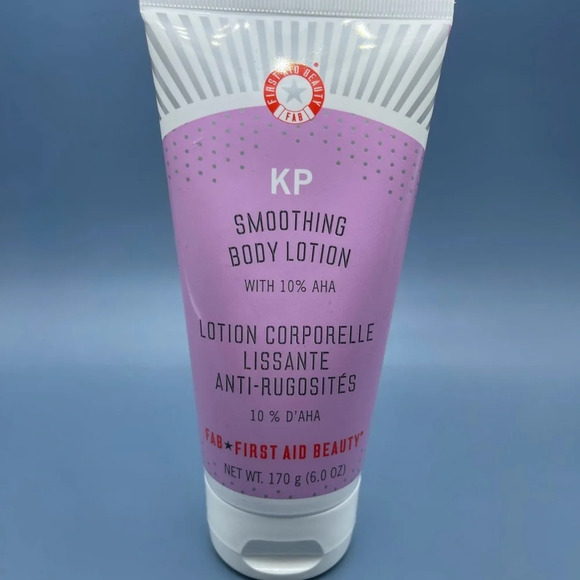 FIRST AID BEAUTY
FAB
KP
SMOOTHING
BODY LOTION
WITH 10% AHA
LOTION CORPORELLE
LISSANTE
ANTI-RUGOSITÉS
10 % D'AHA
FAB★FIRST AID BEAUTY®
NET WT. 170 g (6.0 OZ)